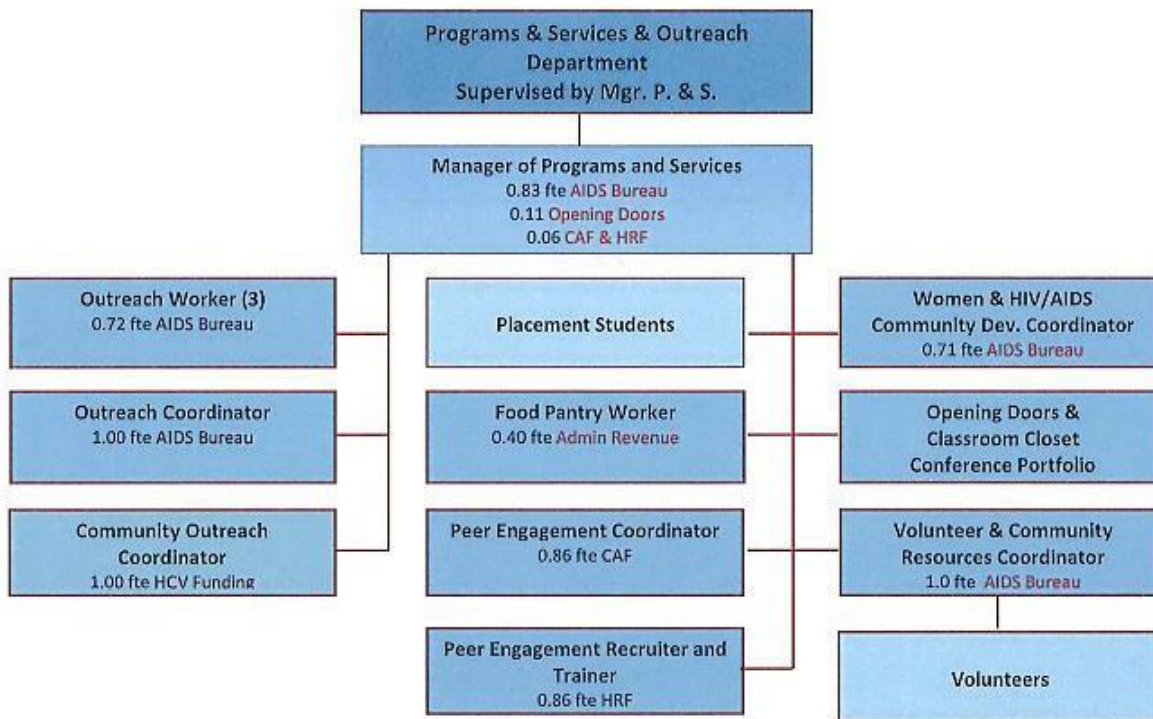 Programs & Services & Outreach
Department
Supervised by Mgr. P. & S.
Manager of Programs and Services
0.83 fte AIDS Bureau
0.11 Opening Doors
0.06 CAF & HRF
Outreach Worker (3)
0.72 fte AIDS Bureau
Placement Students
Women & HIV/AIDS
Community Dev. Coordinator
0.71 fte AIDS Bureau
Outreach Coordinator
1.00 fte AIDS Bureau
Food Pantry Worker
0.40 fte Admin Revenue
Opening Doors &
Classroom Closet
Conference Portfolio
Community Outreach
Coordinator
1.00 fte HCV Funding
Peer Engagement Coordinator
0.86 fte CAF
Volunteer & Community
Resources Coordinator
1.0 fte AIDS Bureau
Peer Engagement Recruiter and
Trainer
0.86 fte HRF
Volunteers